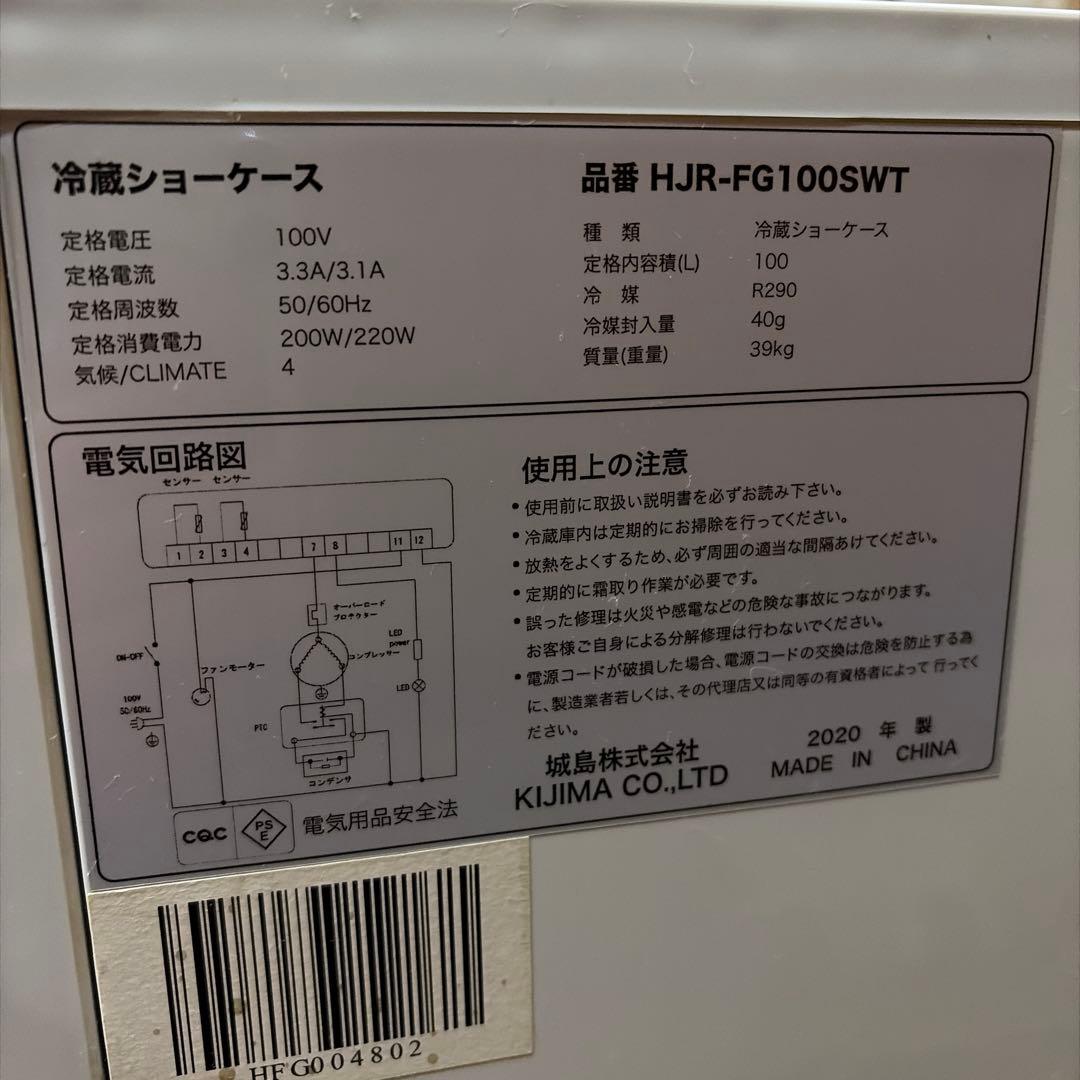 冷蔵ショーケース
定格電圧 100V
定格電流 3.3A/3.1A
定格周波数 50/60Hz
定格消費電力 200W/220W
気候/CLIMATE 4
品番 HJR-FG100SWT
種 類 冷蔵ショーケース
定格内容積(L) 100
冷 媒 R290
冷媒封入量 40g
質量(重量) 39kg
電気回路図
センサー センサー
1 2 3 4 7 8 11 12
オーバーロード
プロテクター
LED
power
コンプレッサー
ON-OFF
ファンモーター
LED
100V
50/60Hz
PTC
コンデンサ
CQC
PS
E
電気用品安全法
使用上の注意
・使用前に取扱い説明書を必ずお読み下さい。
・冷蔵庫内は定期的にお掃除を行ってください。
・放熱をよくするため、必ず周囲の適当な間隔あけてください。
・定期的に霜取り作業が必要です。
・誤った修理は火災や感電などの危険な事故につながります。
お客様ご自身による分解修理は行わないでください。
・電源コードが破損した場合、電源コードの交換は危険を防止する為
に、製造業者若しくは、その代理店又は同等の有資格者によって 行ってく
ださい。
城島株式会社
KIJIMA CO.,LTD
2020 年 製
MADE IN CHINA
HFG004802